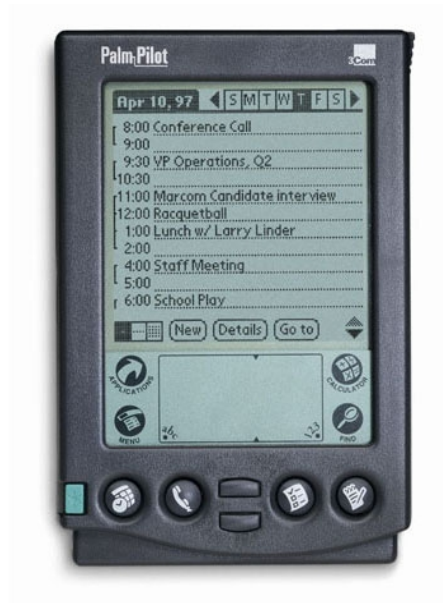 PalmPilot
3Com
Apr 10, 97 S M T W T F S
8:00 Conference Call
9:00
9:30 VP Operations, Q2
10:30
11:00 Marcom Candidate interview
12:00 Racquetball
1:00 Lunch w/ Larry Linder
2:00
4:00 Staff Meeting
5:00
6:00 School Play
New Details Go to
APPLICATIONS CALCULATOR
MENU abc 123 FIND